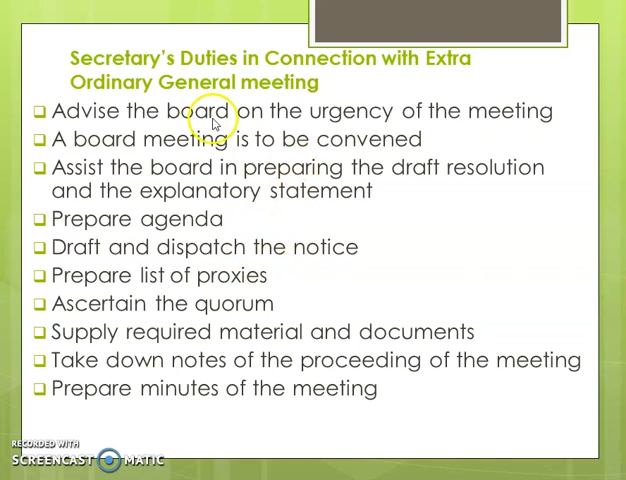 Secretary's Duties in Connection with Extra
Ordinary General meeting
Advise the board on the urgency of the meeting
A board meeting is to be convened
Assist the board in preparing the draft resolution
and the explanatory statement
Prepare agenda
Draft and dispatch the notice
Prepare list of proxies
Ascertain the quorum
Supply required material and documents
Take down notes of the proceeding of the meeting
Prepare minutes of the meeting
RECORDED WITH
SCREENCAST MATIC